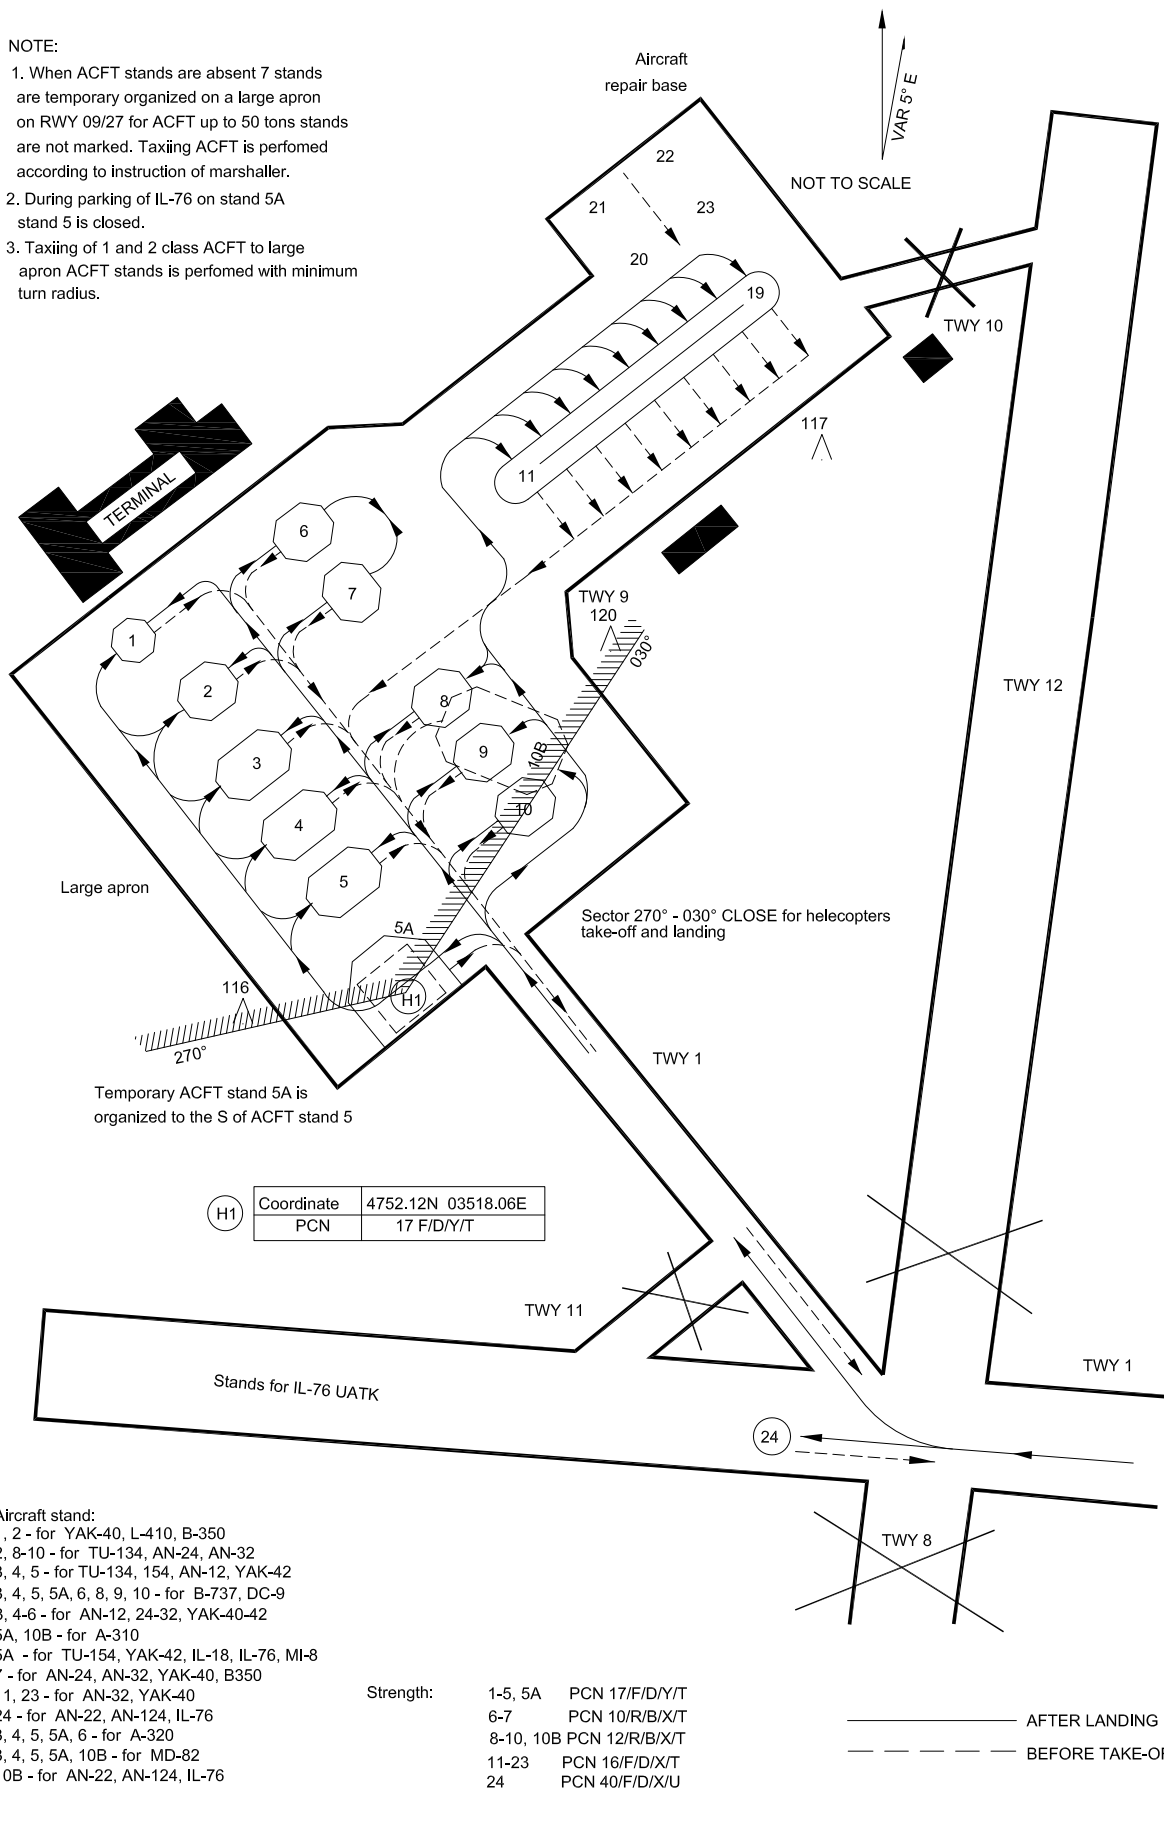 NOTE:
1. When ACFT stands are absent 7 stands
are temporary organized on a large apron
on RWY 09/27 for ACFT up to 50 tons stands
are not marked. Taxiing ACFT is perfomed
according to instruction of marshaller.
2. During parking of IL-76 on stand 5A
stand 5 is closed.
3. Taxiing of 1 and 2 class ACFT to large
apron ACFT stands is perfomed with minimum
turn radius.
Aircraft
repair base
VAR 5° E
NOT TO SCALE
22
21
23
20
19
11
TWY 10
117
TERMINAL
6
7
1
2
3
4
5
8
9
10
10B
5A
TWY 9
120
030°
TWY 12
Large apron
Sector 270° - 030° CLOSE for helecopters
take-off and landing
116
270°
H1
Temporary ACFT stand 5A is
organized to the S of ACFT stand 5
TWY 1
H1
Coordinate 4752.12N 03518.06E
PCN 17 F/D/Y/T
TWY 11
Stands for IL-76 UATK
TWY 1
24
TWY 8
Aircraft stand:
, 2 - for YAK-40, L-410, B-350
2, 8-10 - for TU-134, AN-24, AN-32
3, 4, 5 - for TU-134, 154, AN-12, YAK-42
3, 4, 5, 5A, 6, 8, 9, 10 - for B-737, DC-9
3, 4-6 - for AN-12, 24-32, YAK-40-42
5A, 10B - for A-310
5A - for TU-154, YAK-42, IL-18, IL-76, MI-8
7 - for AN-24, AN-32, YAK-40, B350
1, 23 - for AN-32, YAK-40
24 - for AN-22, AN-124, IL-76
3, 4, 5, 5A, 6 - for A-320
3, 4, 5, 5A, 10B - for MD-82
0B - for AN-22, AN-124, IL-76
Strength:
1-5, 5A PCN 17/F/D/Y/T
6-7 PCN 10/R/B/X/T
8-10, 10B PCN 12/R/B/X/T
11-23 PCN 16/F/D/X/T
24 PCN 40/F/D/X/U
AFTER LANDING
BEFORE TAKE-OF